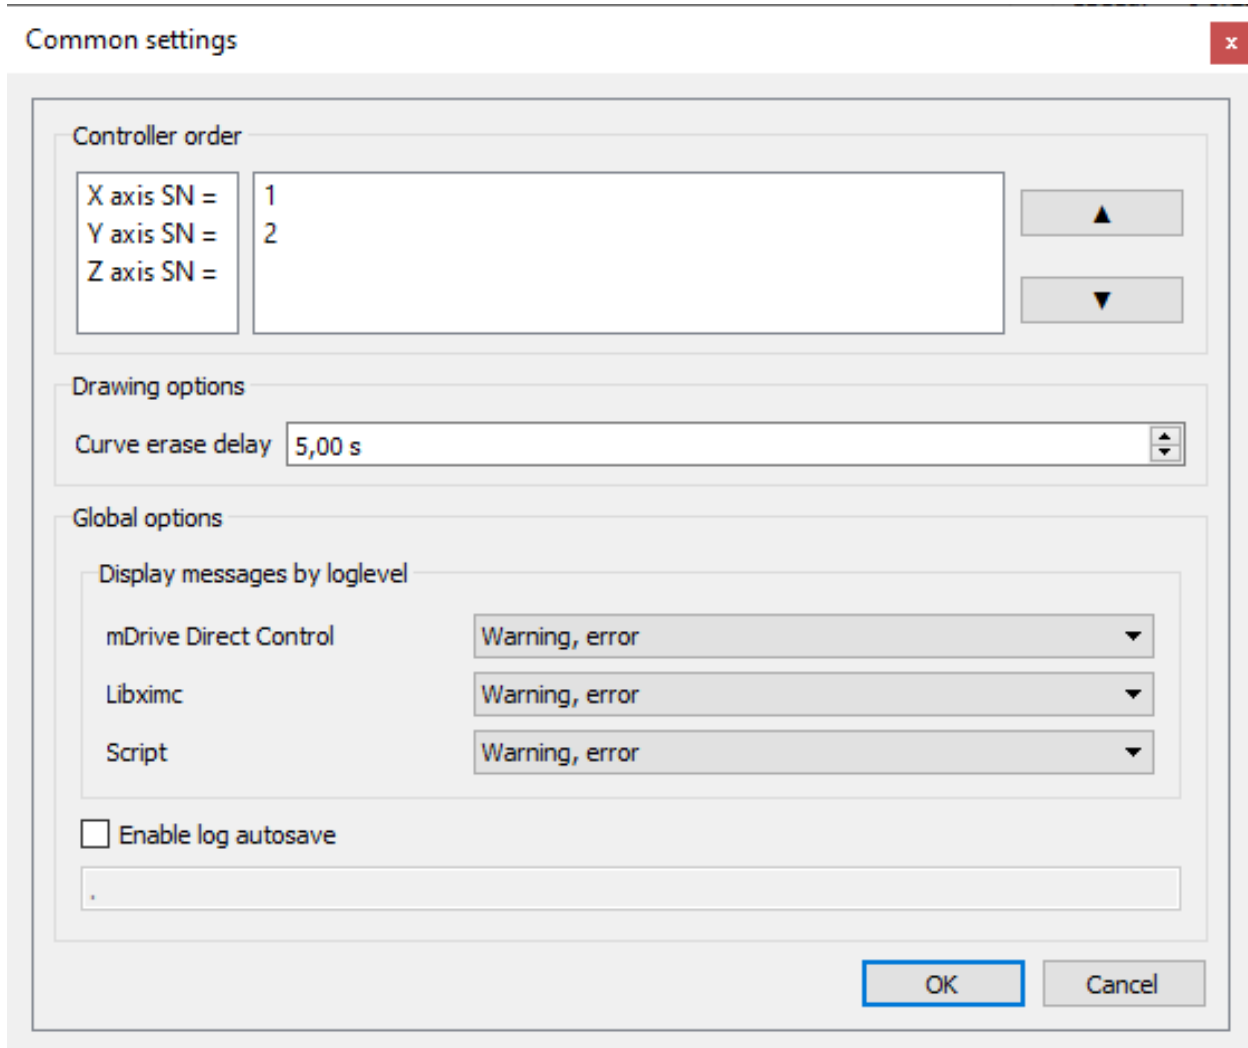 Common settings
x
Controller order
X axis SN = 1
Y axis SN = 2
Z axis SN =
▲
▼
Drawing options
Curve erase delay 5,00 s
Global options
Display messages by loglevel
mDrive Direct Control Warning, error
Libximc Warning, error
Script Warning, error
Enable log autosave
.
OK Cancel